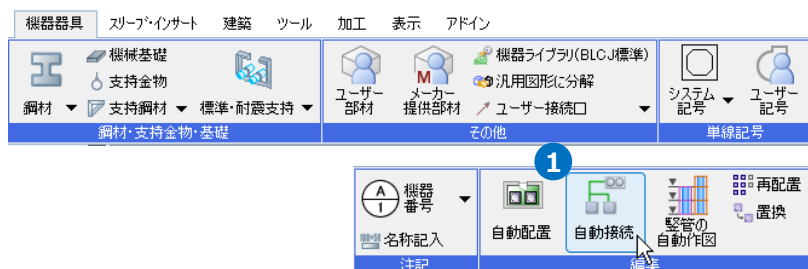 機器器具 スリーブ・インサート 建築 ツール 加工 表示 アドイン
機械基礎
支持金物
鋼材 支持鋼材 標準・耐震支持
鋼材・支持金物・基礎
ユーザー部材
M
メーカー提供部材
機器ライブラリ(BLCJ標準)
汎用図形に分解
ユーザー接続口
その他
システム記号
ユーザー記号
単線記号
1
A
1
機器番号
名称記入
注記
自動配置
自動接続
竪管の自動作図
再配置
置換
編集